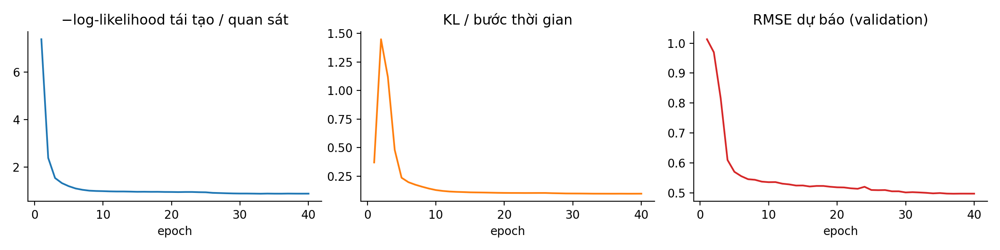 −log-likelihood tái tạo / quan sát
6
4
2
0 10 20 30 40
epoch
KL / bước thời gian
1.50
1.25
1.00
0.75
0.50
0.25
0 10 20 30 40
epoch
RMSE dự báo (validation)
1.0
0.9
0.8
0.7
0.6
0.5
0 10 20 30 40
epoch